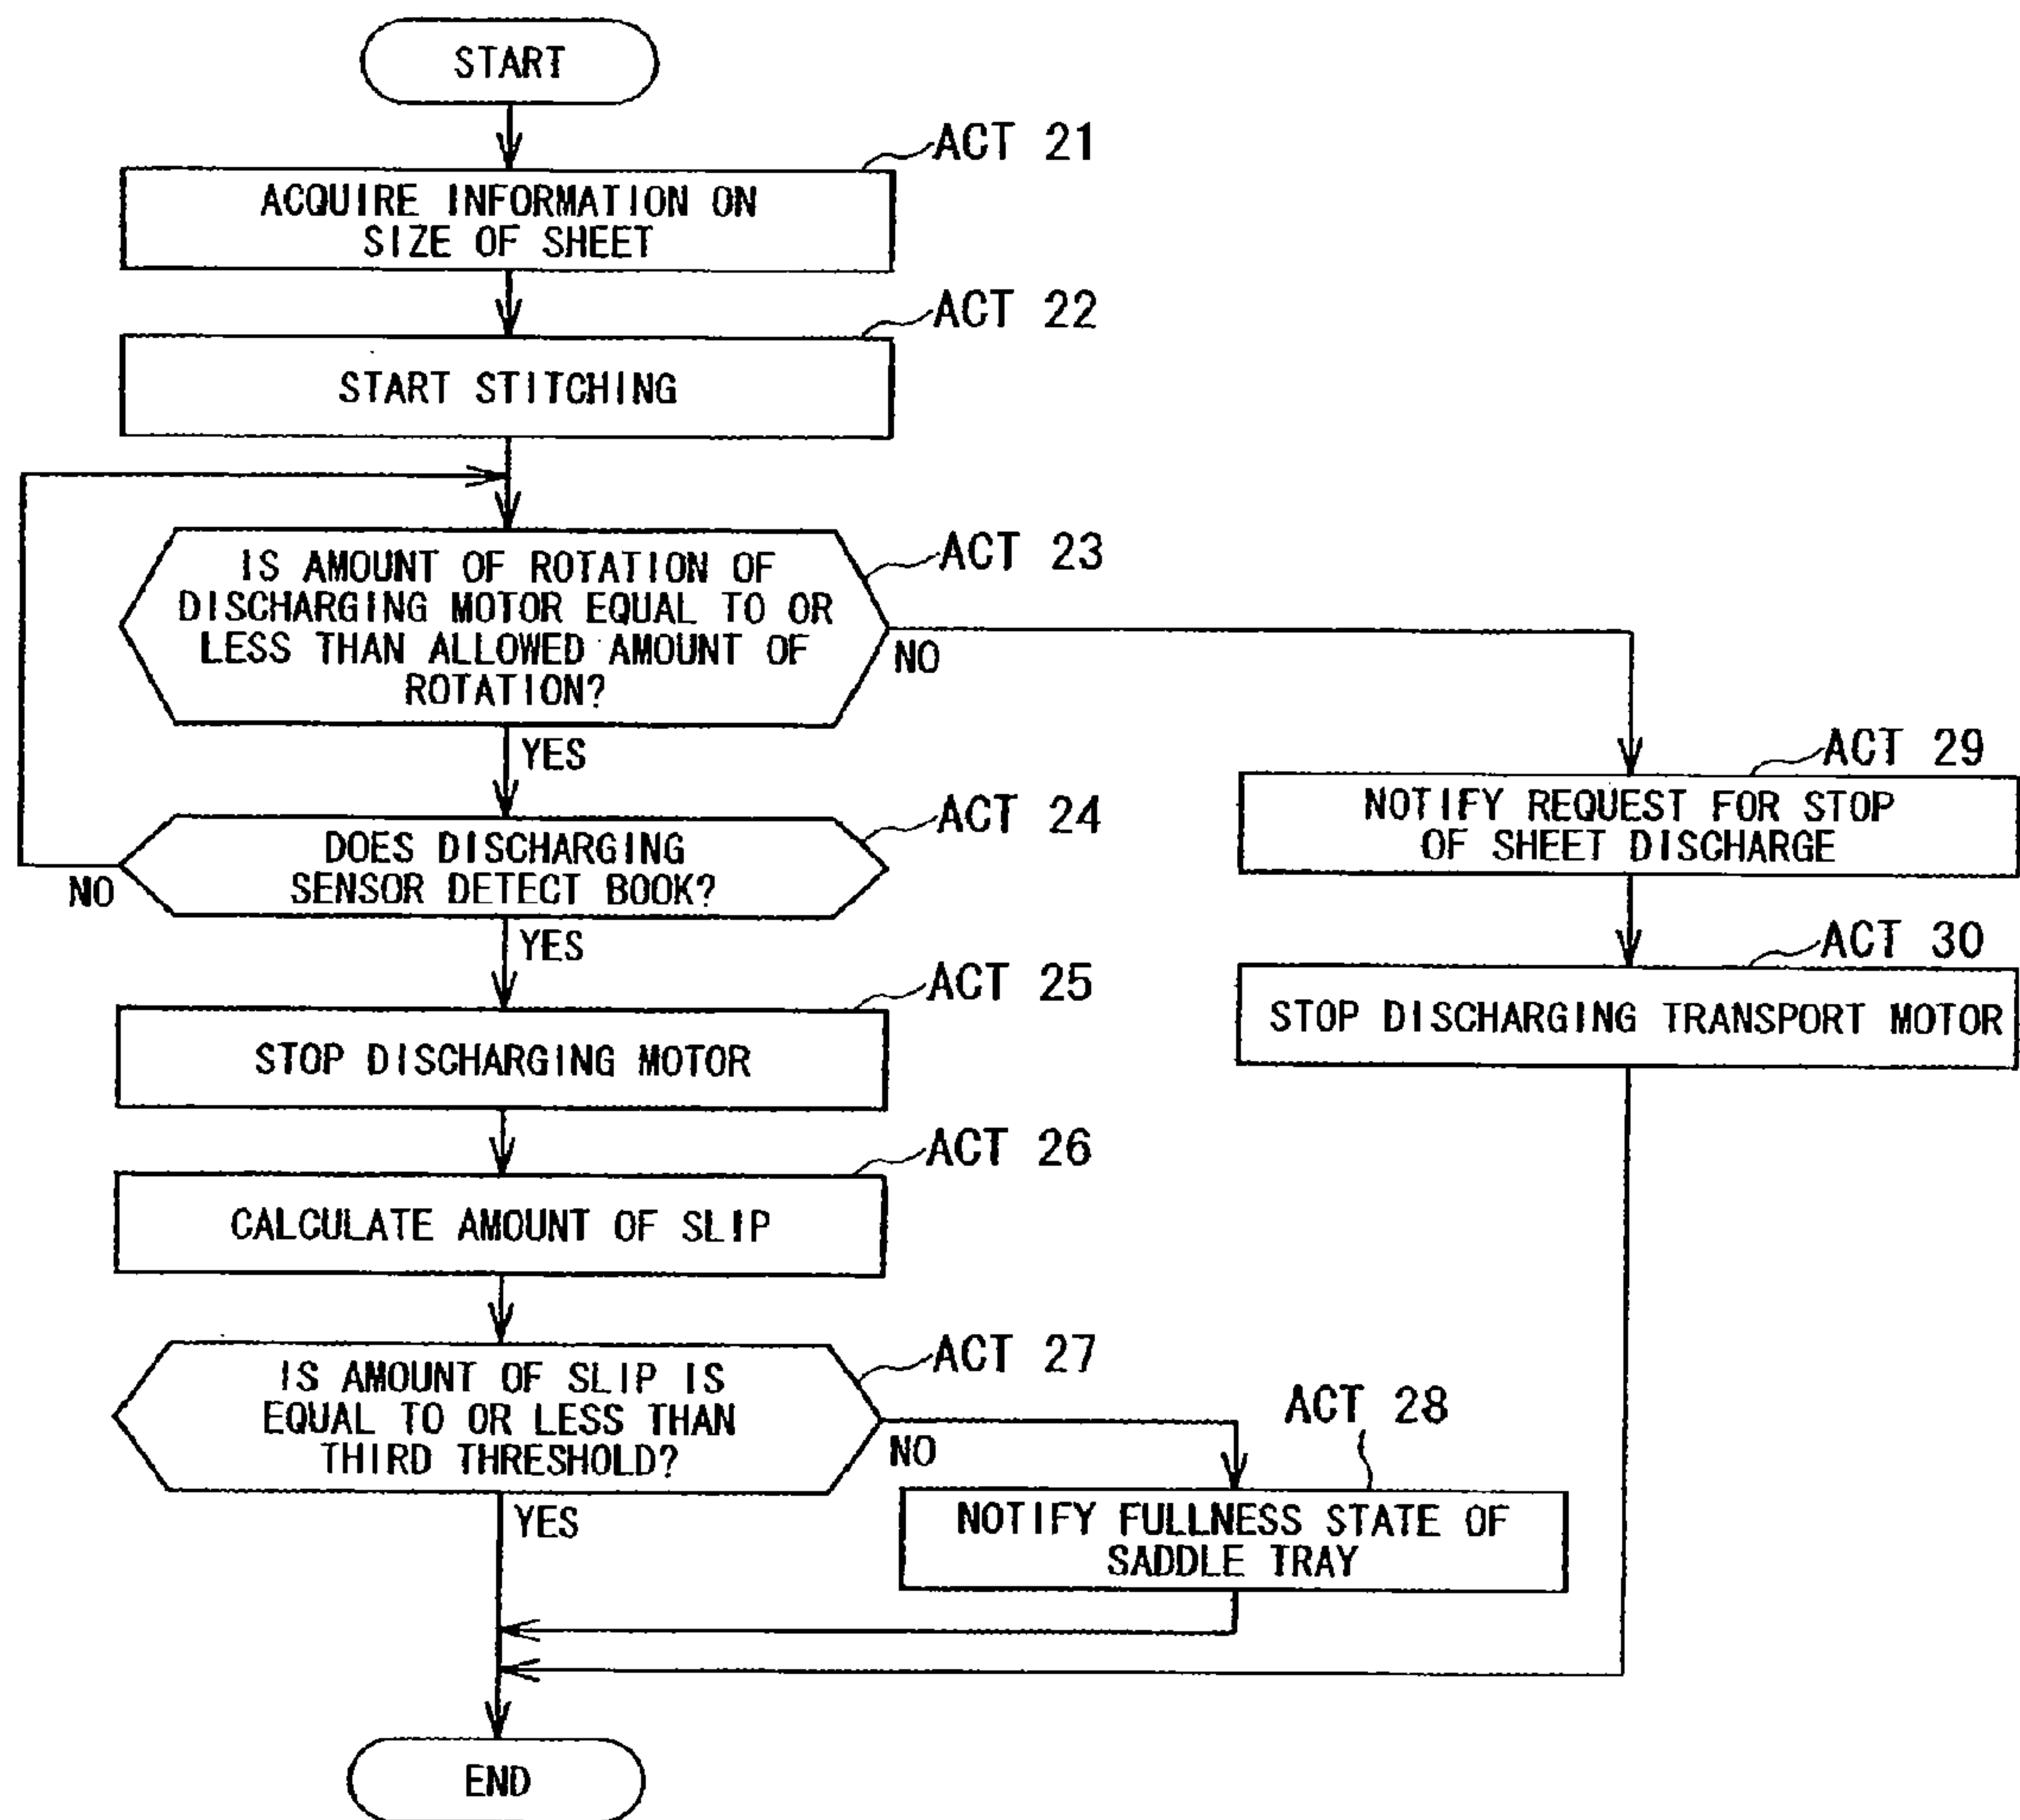 START
ACT 21
ACQUIRE INFORMATION ON
SIZE OF SHEET
ACT 22
START STITCHING
ACT 23
IS AMOUNT OF ROTATION OF
DISCHARGING MOTOR EQUAL TO OR
LESS THAN ALLOWED AMOUNT OF
ROTATION?
NO
YES
ACT 24
DOES DISCHARGING
SENSOR DETECT BOOK?
NO
YES
ACT 29
NOTIFY REQUEST FOR STOP
OF SHEET DISCHARGE
ACT 30
STOP DISCHARGING TRANSPORT MOTOR
ACT 25
STOP DISCHARGING MOTOR
ACT 26
CALCULATE AMOUNT OF SLIP
ACT 27
IS AMOUNT OF SLIP IS
EQUAL TO OR LESS THAN
THIRD THRESHOLD?
NO
YES
ACT 28
NOTIFY FULLNESS STATE OF
SADDLE TRAY
END